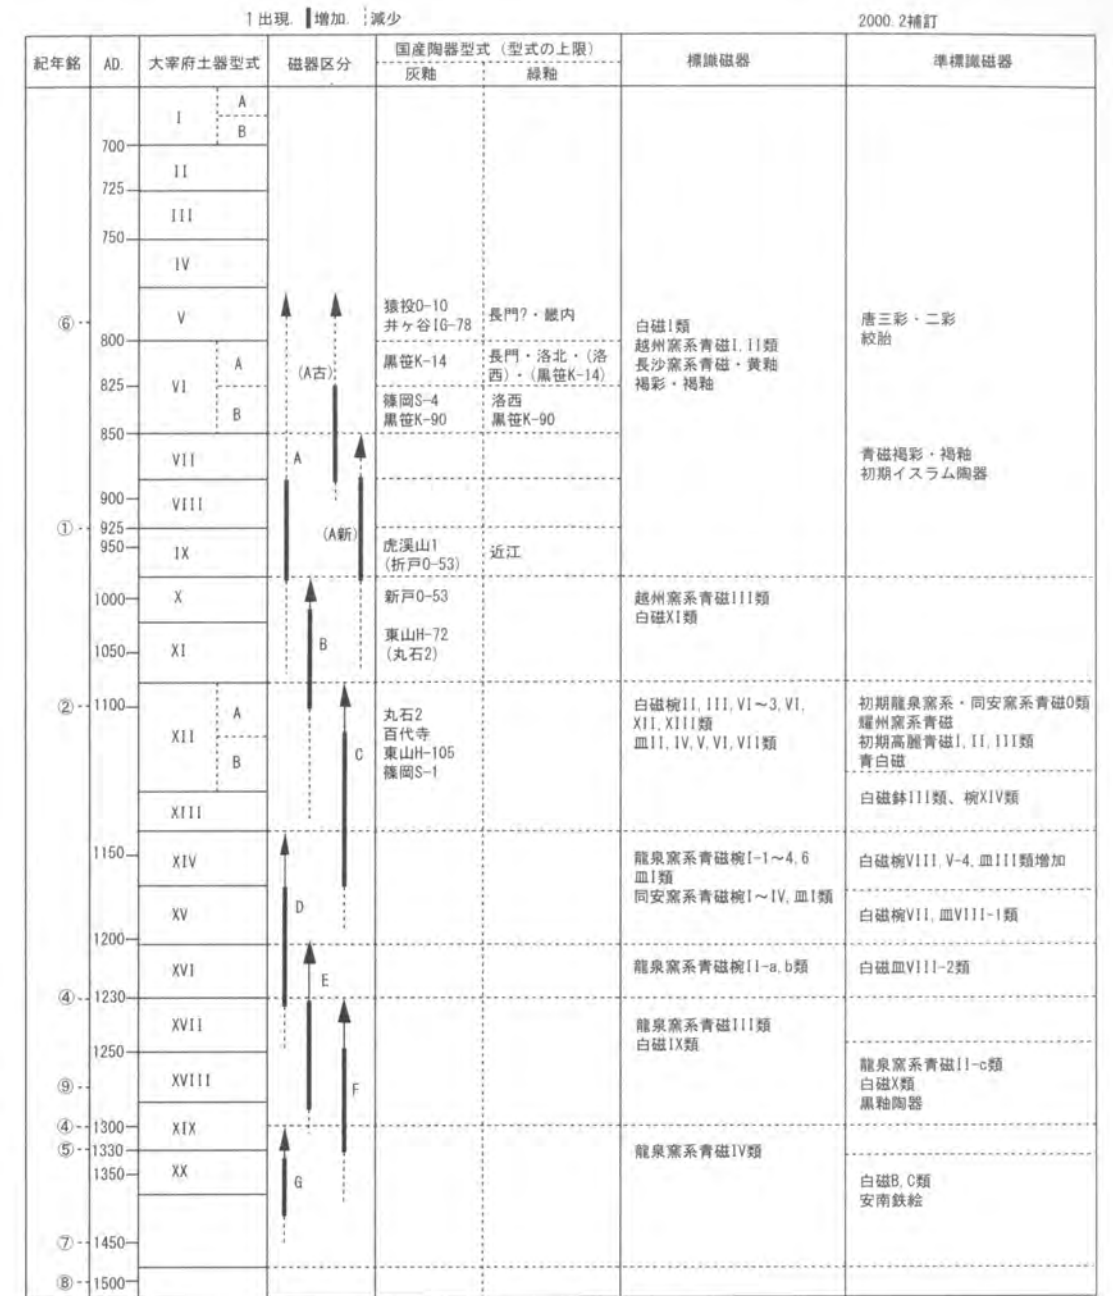 ↑出現. ┃増加. ┆減少
2000. 2補訂
紀年銘
AD.
大宰府土器型式
磁器区分
国産陶器型式（型式の上限）
灰釉
緑釉
標識磁器
準標識磁器
I
A
B
700
II
725
III
750
IV
⑥
V
猿投O-10
井ヶ谷IG-78
長門?・畿内
白磁I類
越州窯系青磁I, II類
長沙窯系青磁・黄釉
褐彩・褐釉
唐三彩・二彩
絞胎
800
VI
A
B
(A古)
黒笹K-14
長門・洛北・(洛
西)・(黒笹K-14)
825
篠岡S-4
黒笹K-90
洛西
黒笹K-90
850
VII
A
青磁褐彩・褐釉
初期イスラム陶器
900
VIII
①
925
(A新)
950
IX
虎渓山1
(折戸O-53)
近江
1000
X
新戸O-53
越州窯系青磁III類
白磁XI類
1050
XI
B
東山H-72
(丸石2)
②
1100
XII
A
B
C
丸石2
百代寺
東山H-105
篠岡S-1
白磁椀II, III, VI～3, VI,
XII, XIII類
皿II, IV, V, VI, VII類
初期龍泉窯系・同安窯系青磁0類
耀州窯系青磁
初期高麗青磁I, II, III類
青白磁
XIII
白磁鉢III類、椀XIV類
1150
XIV
龍泉窯系青磁椀I-1～4, 6
皿I類
同安窯系青磁椀I～IV, 皿I類
白磁椀VIII, V-4, 皿III類増加
XV
D
白磁椀VII, 皿VIII-1類
1200
XVI
E
龍泉窯系青磁椀II-a, b類
白磁皿VIII-2類
④
1230
XVII
龍泉窯系青磁III類
白磁IX類
1250
⑨
XVIII
F
龍泉窯系青磁II-c類
白磁X類
黒釉陶器
④
1300
XIX
⑤
1330
龍泉窯系青磁IV類
1350
XX
G
白磁B, C類
安南鉄絵
⑦
1450
⑧
1500